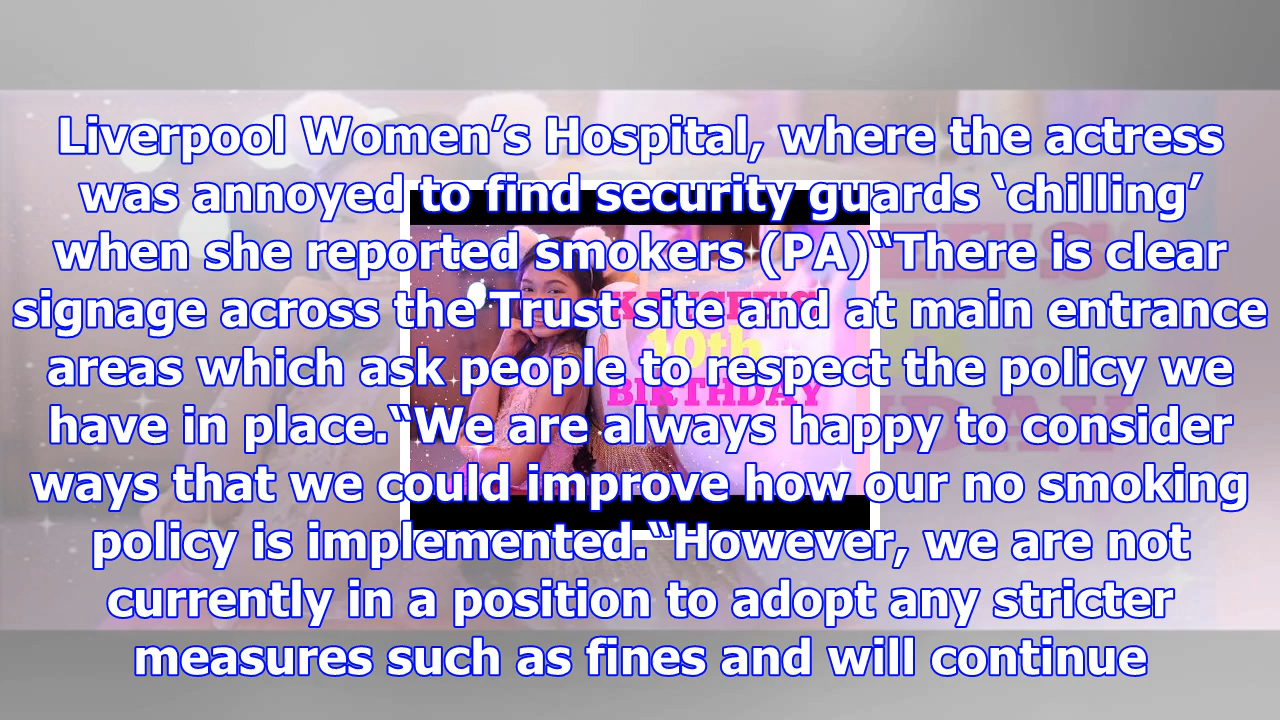 Liverpool Women’s Hospital, where the actress
was annoyed to find security guards ‘chilling’
when she reported smokers (PA)“There is clear
signage across the Trust site and at main entrance
areas which ask people to respect the policy we
have in place.“We are always happy to consider
ways that we could improve how our no smoking
policy is implemented.“However, we are not
currently in a position to adopt any stricter
measures such as fines and will continue
10th
BIRTHDAY